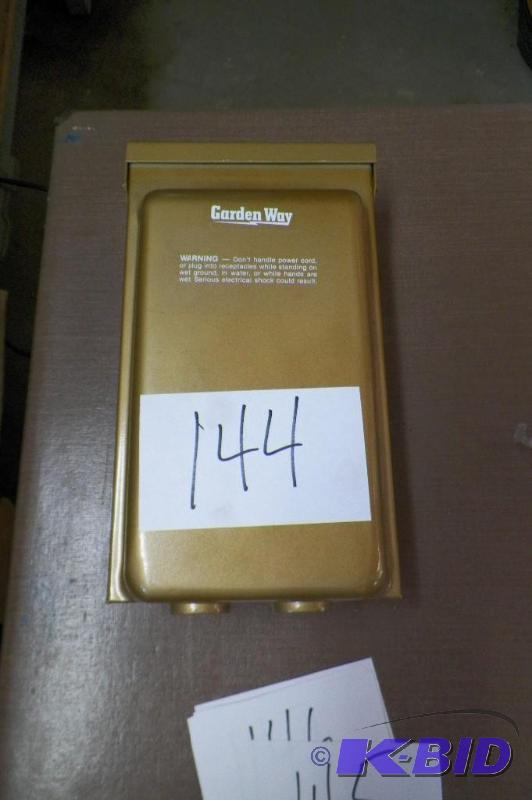 Garden Way
WARNING — Don't handle power cord,
or plug into receptacles while standing on
wet ground, in water, or while hands are
wet. Serious electrical shock could result.
144
© K-BID